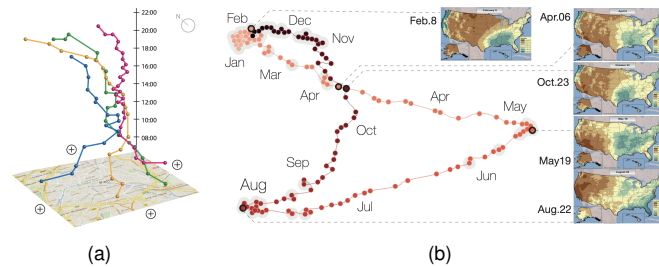 22:00
20:00
18:00
16:00
14:00
12:00
10:00
08:00
N
(a)
Feb
Dec
Nov
Jan
Mar
Apr
Apr
May
Oct
Sep
Jun
Aug
Jul
Feb.8
Apr.06
Oct.23
May19
Aug.22
(b)